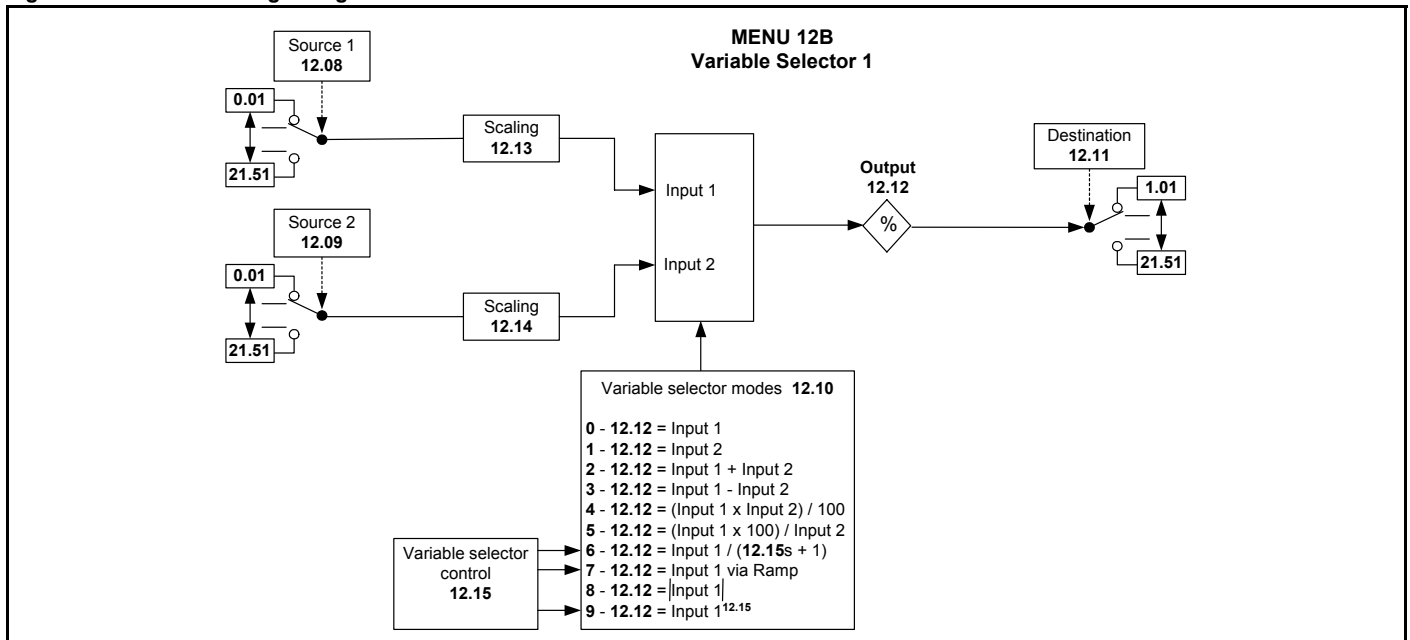 MENU 12B
Variable Selector 1
Source 1
12.08
0.01
21.51
Scaling
12.13
Source 2
12.09
0.01
21.51
Scaling
12.14
Input 1
Input 2
Output
12.12
%
Destination
12.11
1.01
21.51
Variable selector modes 12.10
0 - 12.12 = Input 1
1 - 12.12 = Input 2
2 - 12.12 = Input 1 + Input 2
3 - 12.12 = Input 1 - Input 2
4 - 12.12 = (Input 1 x Input 2) / 100
5 - 12.12 = (Input 1 x 100) / Input 2
6 - 12.12 = Input 1 / (12.15s + 1)
7 - 12.12 = Input 1 via Ramp
8 - 12.12 = |Input 1|
9 - 12.12 = Input 1^12.15
Variable selector
control
12.15